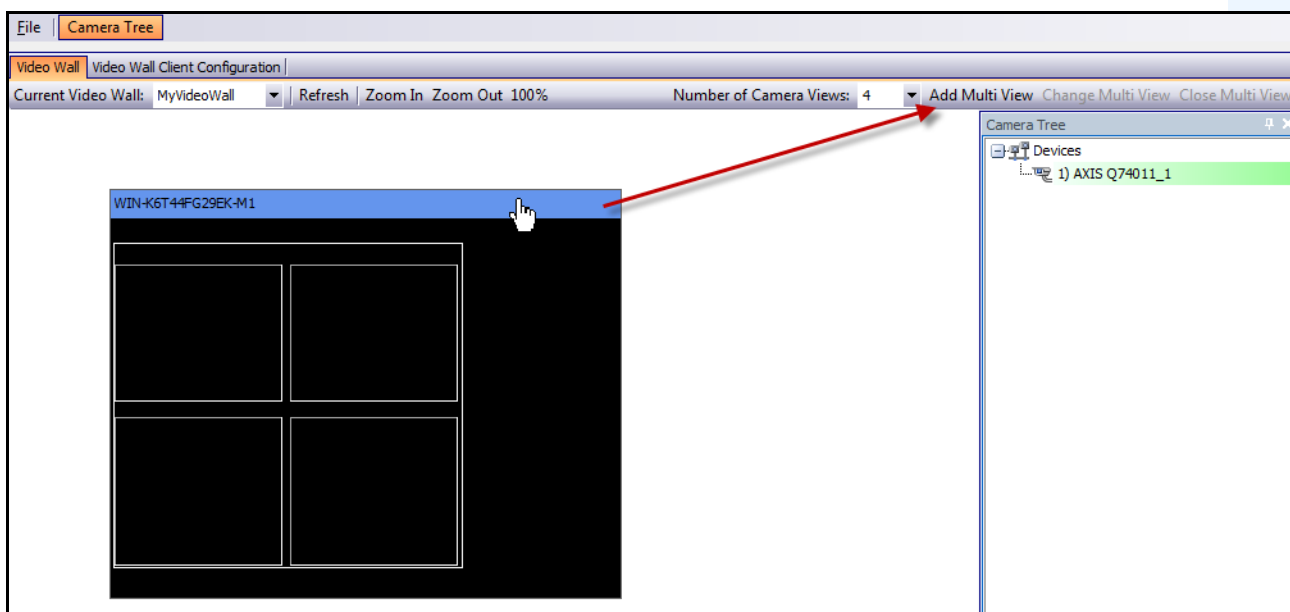 File Camera Tree
Video Wall Video Wall Client Configuration
Current Video Wall: MyVideoWall Refresh Zoom In Zoom Out 100% Number of Camera Views: 4 Add Multi View Change Multi View Close Multi View
Camera Tree
Devices
1) AXIS Q74011_1
WIN-K6T44FG29EK-M1